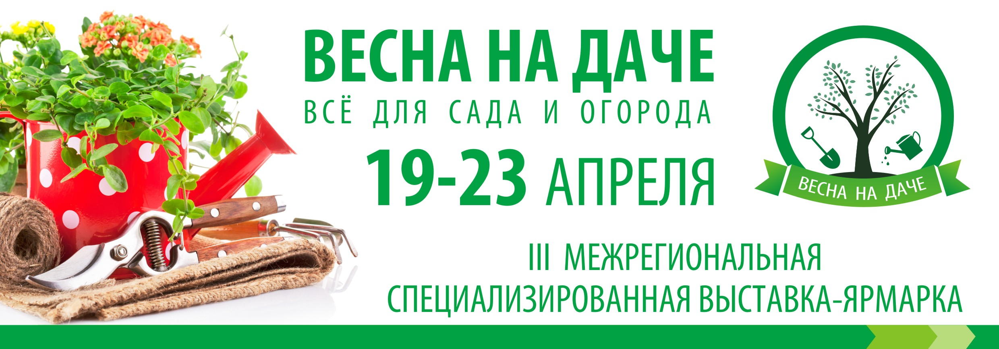 ВЕСНА НА ДАЧЕ
ВСЁ ДЛЯ САДА И ОГОРОДА
19-23 АПРЕЛЯ
ВЕСНА НА ДАЧЕ
III МЕЖРЕГИОНАЛЬНАЯ
СПЕЦИАЛИЗИРОВАННАЯ ВЫСТАВКА-ЯРМАРКА